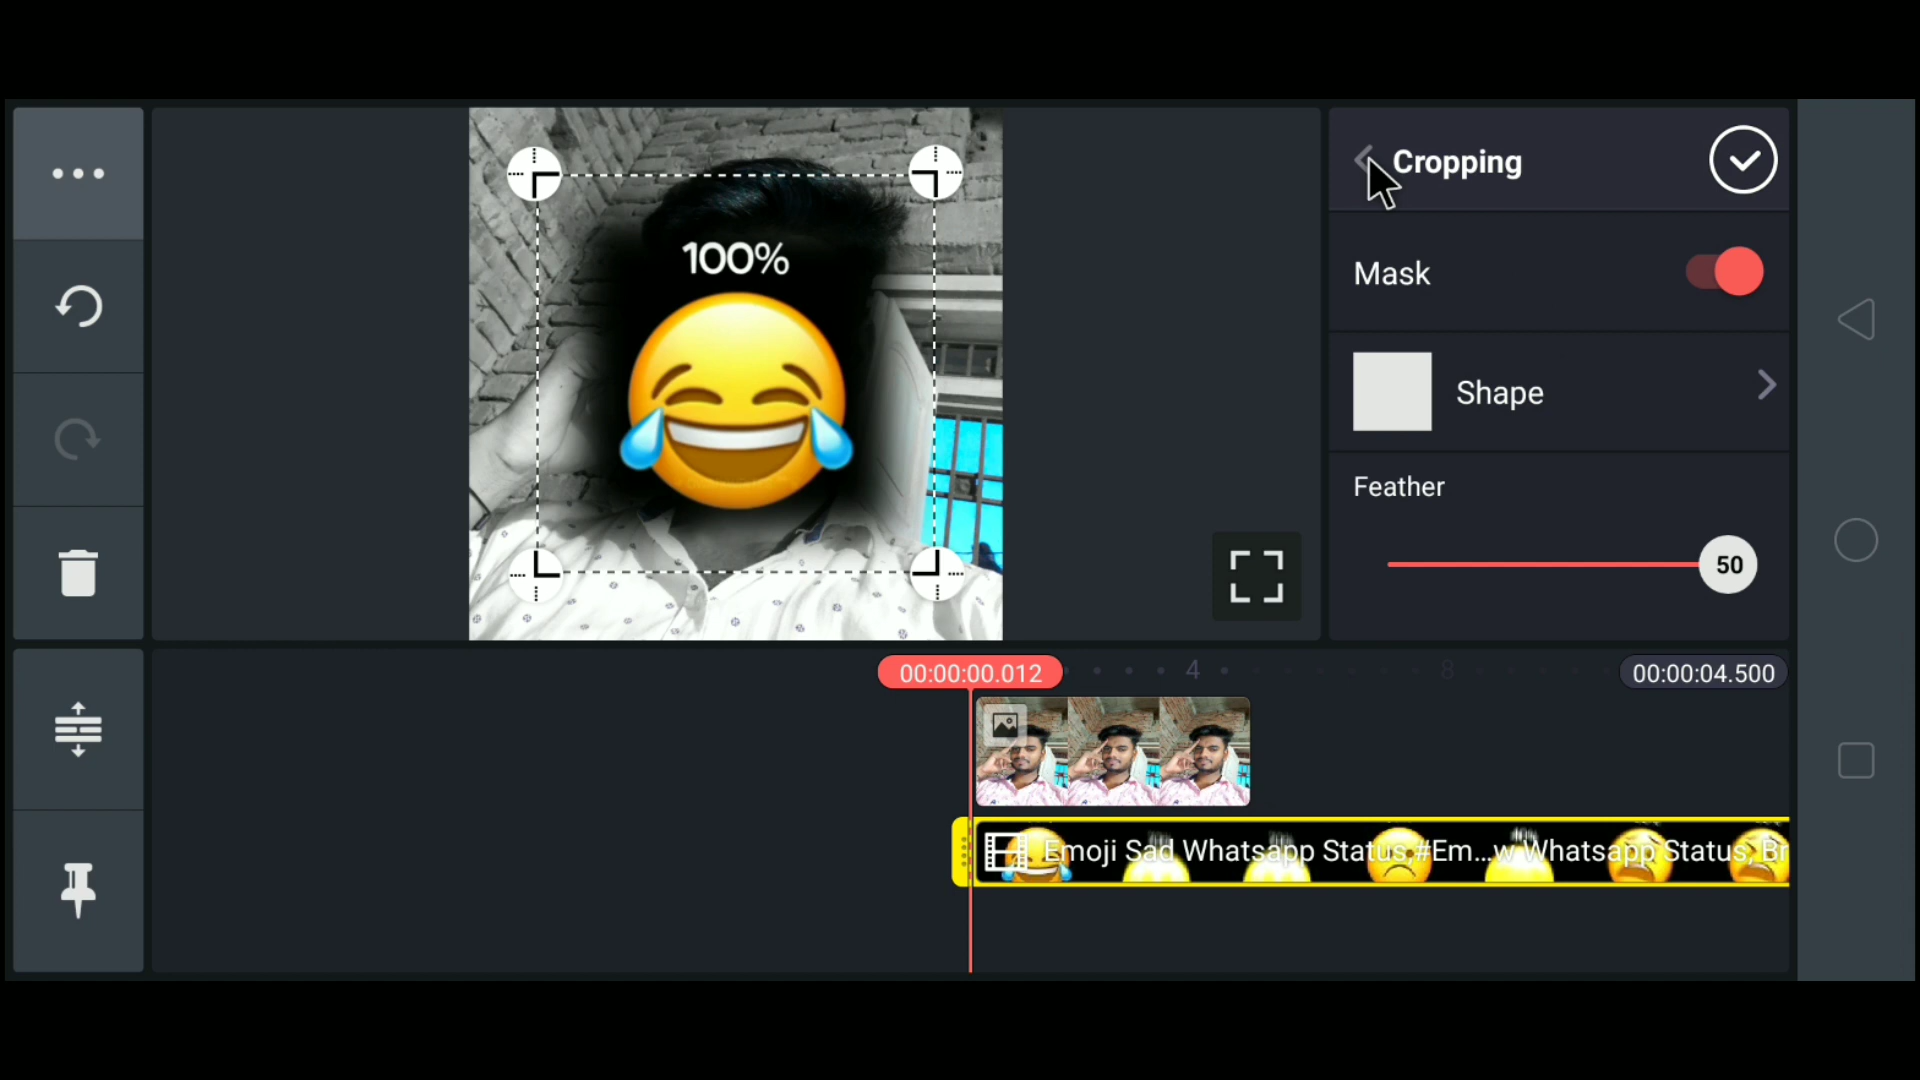 Cropping
100%
Mask
Shape
Feather
50
00:00:00.012
4
8
00:00:04.500
Emoji Sad Whatsapp Status,#Em...w Whatsapp Status, Br